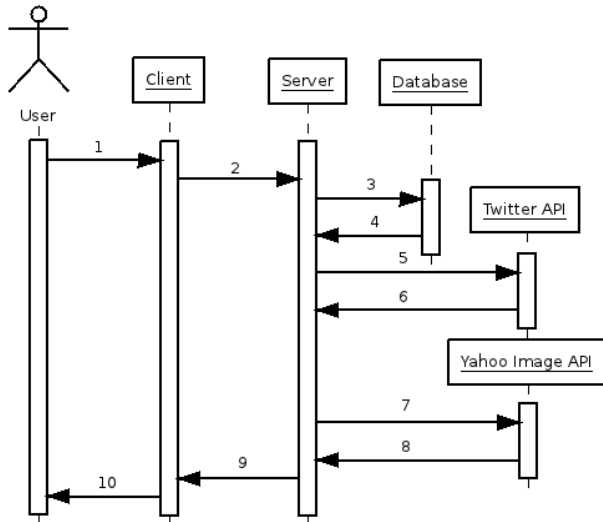 User
Client
Server
Database
1
2
3
4
Twitter API
5
6
Yahoo Image API
7
8
9
10